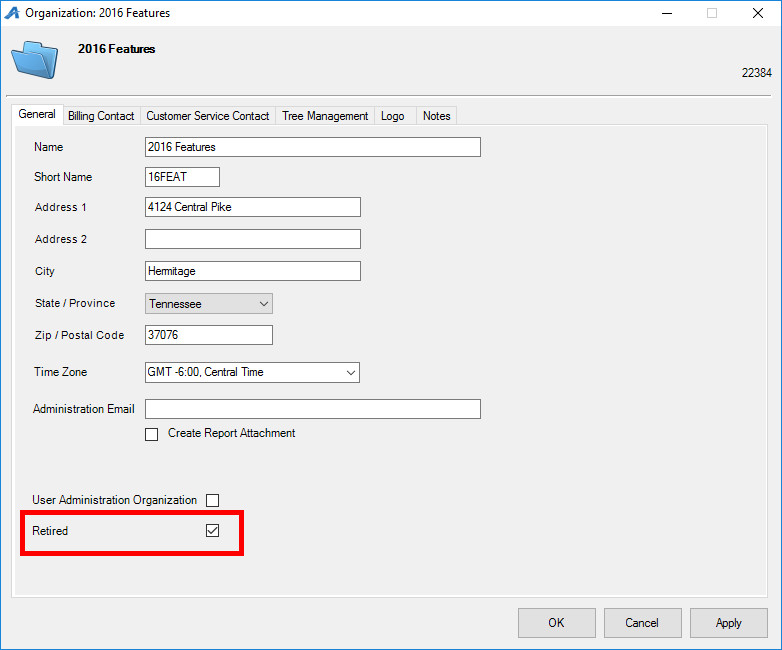 Organization: 2016 Features
2016 Features
22384
General Billing Contact Customer Service Contact Tree Management Logo Notes
Name 2016 Features
Short Name 16FEAT
Address 1 4124 Central Pike
Address 2
City Hermitage
State / Province Tennessee
Zip / Postal Code 37076
Time Zone GMT -6:00, Central Time
Administration Email
Create Report Attachment
User Administration Organization
Retired
OK Cancel Apply